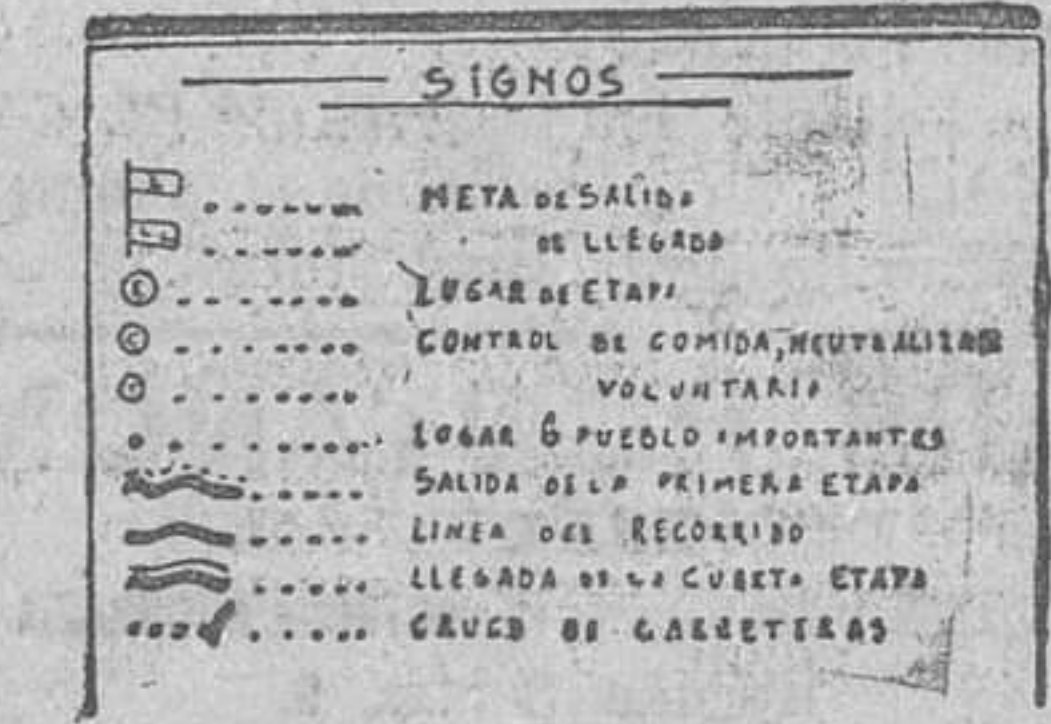 SIGNOS
META DE SALIDA
DE LLEGADA
E LUGAR DE ETAPA
C CONTROL DE COMIDA, NEUTRALIZADO
VOLUNTARIO
LUGAR Ó PUEBLO IMPORTANTES
SALIDA DE LA PRIMERA ETAPA
LINEA DEL RECORRIDO
LLEGADA DE LA CUARTA ETAPA
CRUCE DE CARRETERAS